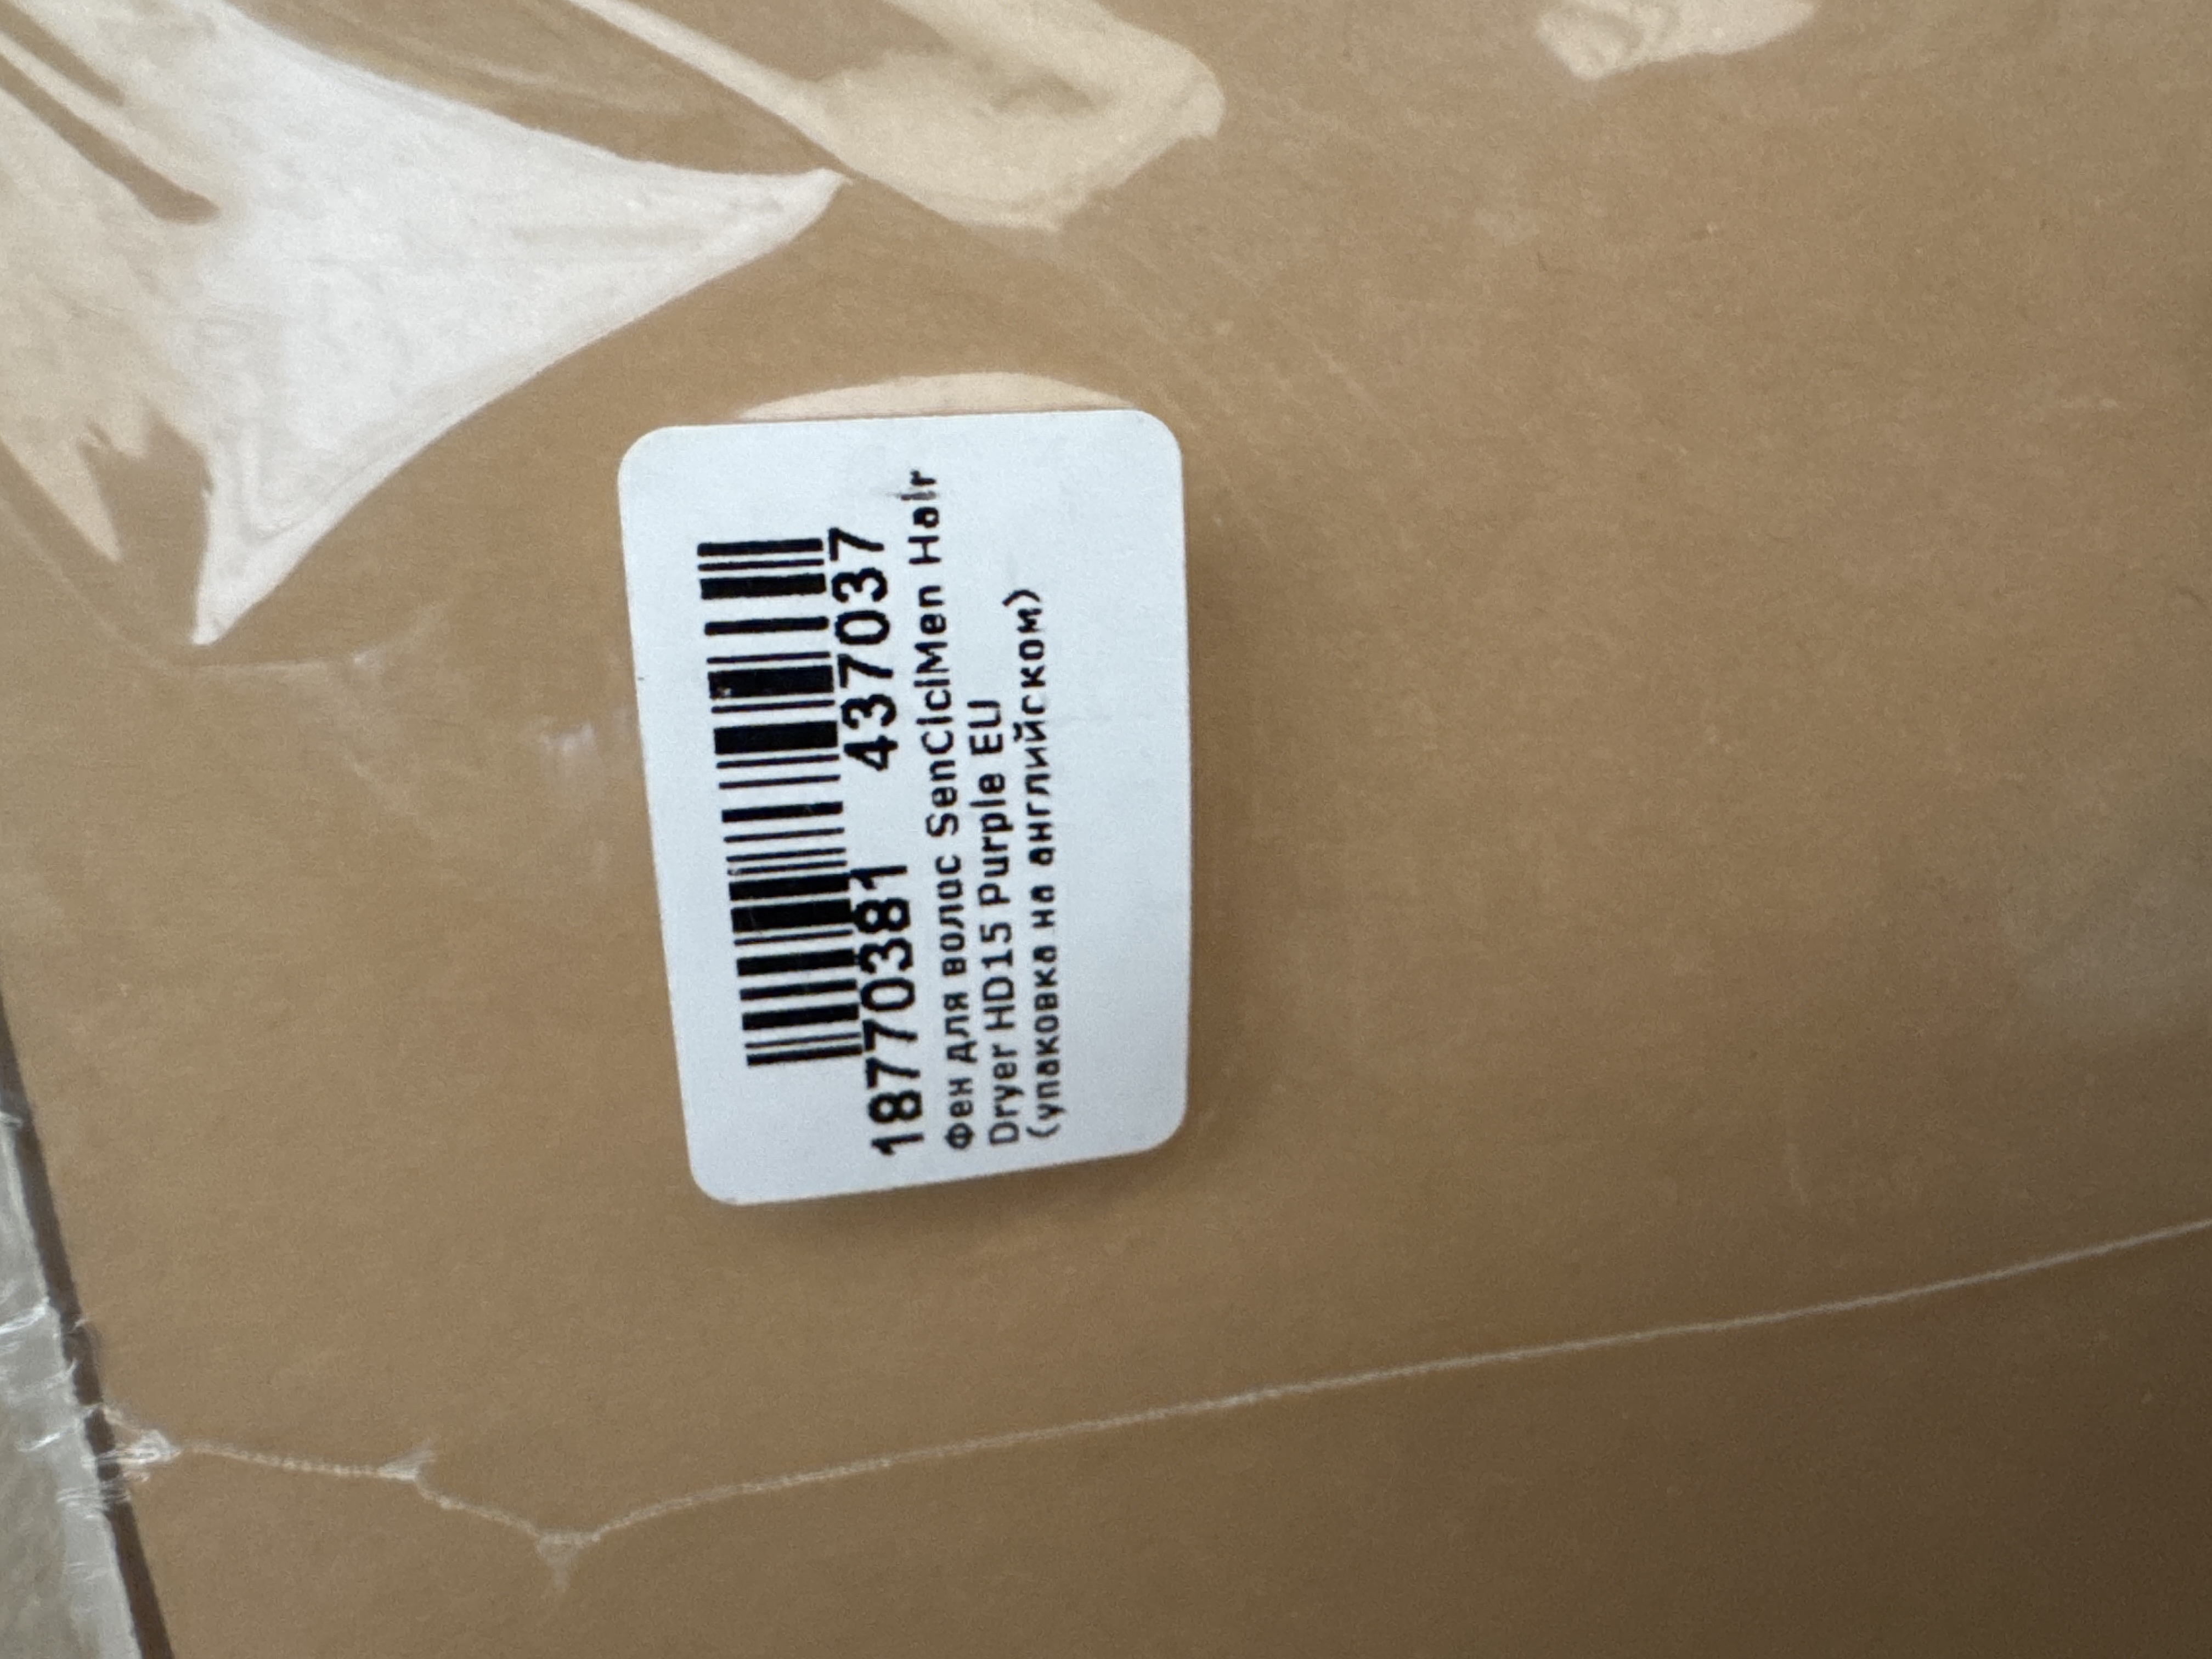 18770381 437037
Фен для волос SenCiciMen Hair
Dryer HD15 Purple EU
(упаковка на английском)